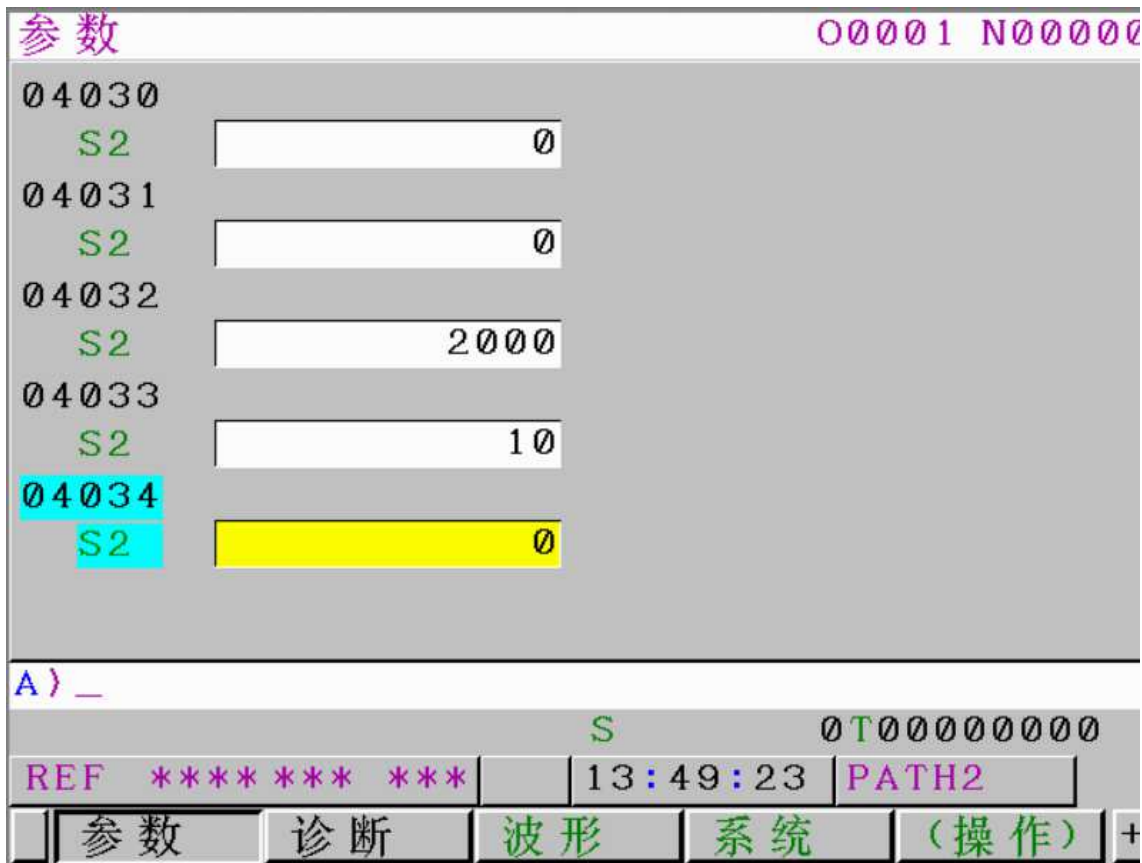 参数 O0001 N00000
04030
S2 0
04031
S2 0
04032
S2 2000
04033
S2 10
04034
S2 0
A)_
S 0T00000000
REF **** *** *** 13:49:23 PATH2
参数 诊断 波形 系统 (操作) +